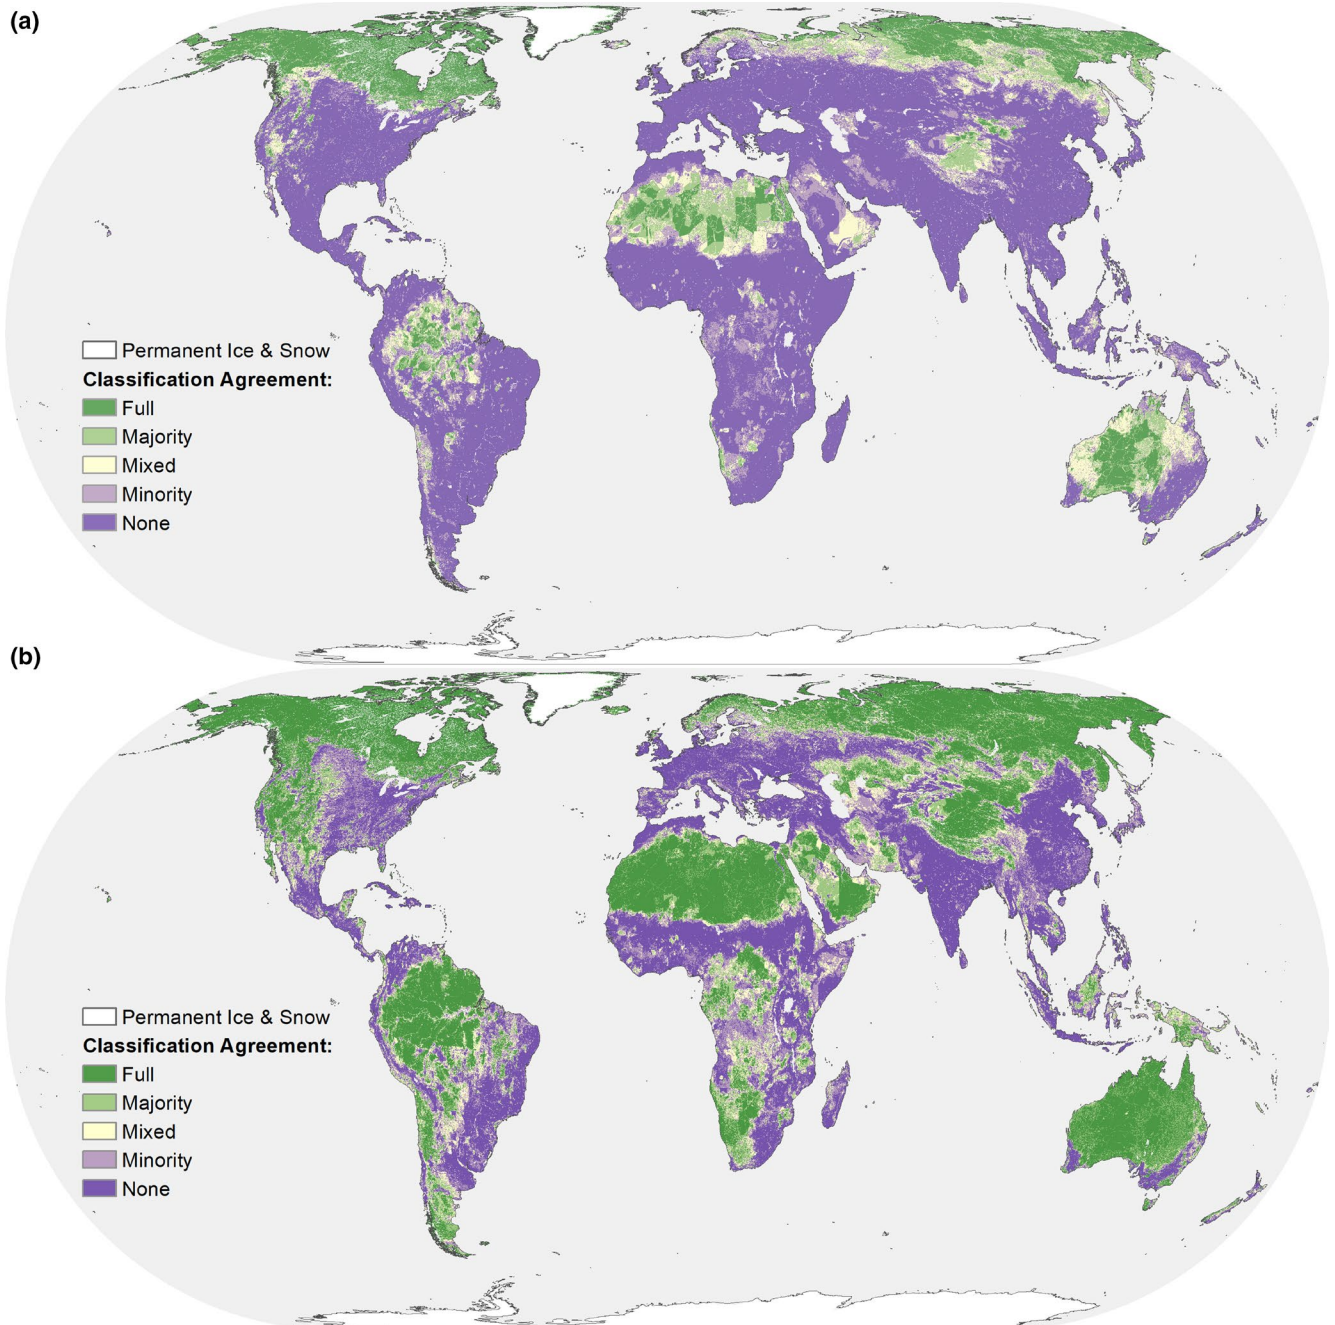 (a)
Permanent Ice & Snow
Classification Agreement:
Full
Majority
Mixed
Minority
None
(b)
Permanent Ice & Snow
Classification Agreement:
Full
Majority
Mixed
Minority
None